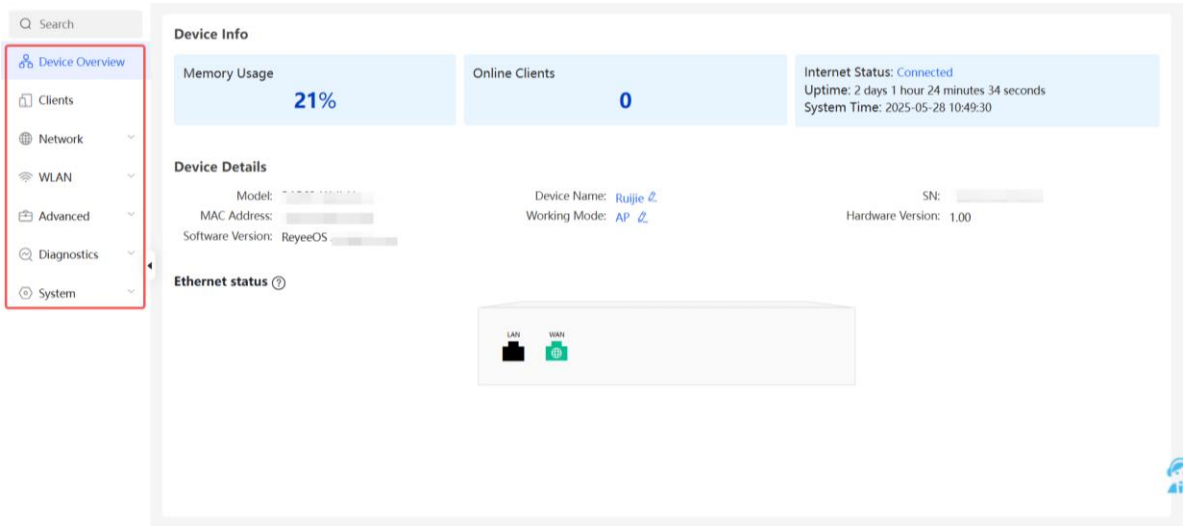 Search
Device Overview
Clients
Network
WLAN
Advanced
Diagnostics
System
Device Info
Memory Usage
21%
Online Clients
0
Internet Status: Connected
Uptime: 2 days 1 hour 24 minutes 34 seconds
System Time: 2025-05-28 10:49:30
Device Details
Model:
Device Name: Ruijie
SN:
MAC Address:
Working Mode: AP
Hardware Version: 1.00
Software Version: ReyeeOS
Ethernet status ?
LAN WAN